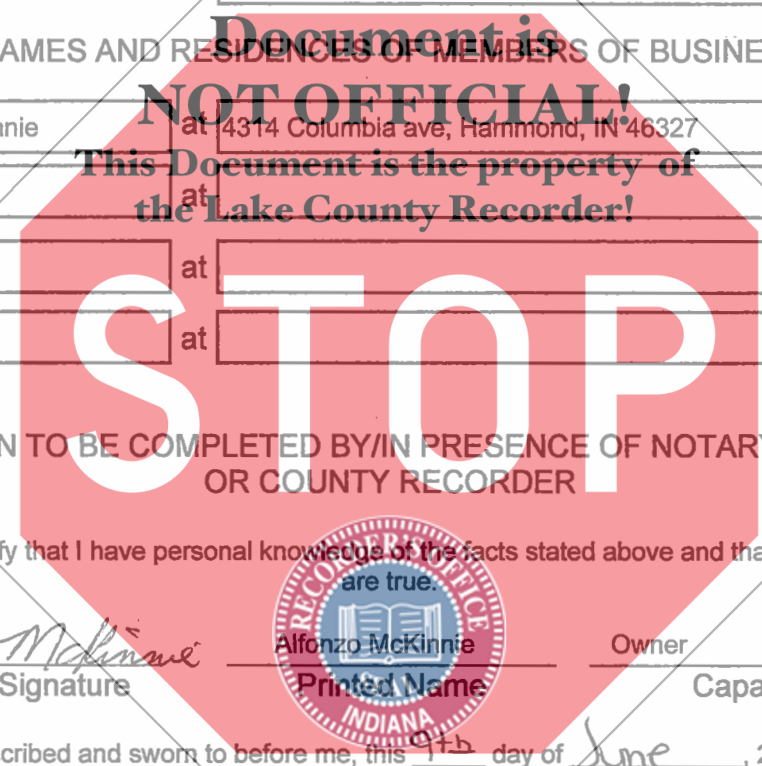 Document is
AMES AND RESIDENCES OF MEMBERS OF BUSINE
NOT OFFICIAL!
nie at 4314 Columbia ave, Hammond, IN 46327
This Document is the property of
at
the Lake County Recorder!
at
STOP
at
N TO BE COMPLETED BY/IN PRESENCE OF NOTARY
OR COUNTY RECORDER
fy that I have personal knowledge of the facts stated above and tha
are true.
RECORDER'S OFFICE
McKinnie Alfonzo McKinnie Owner
Signature Printed Name Capa
INDIANA
cribed and sworn to before me, this 9th day of June, 2